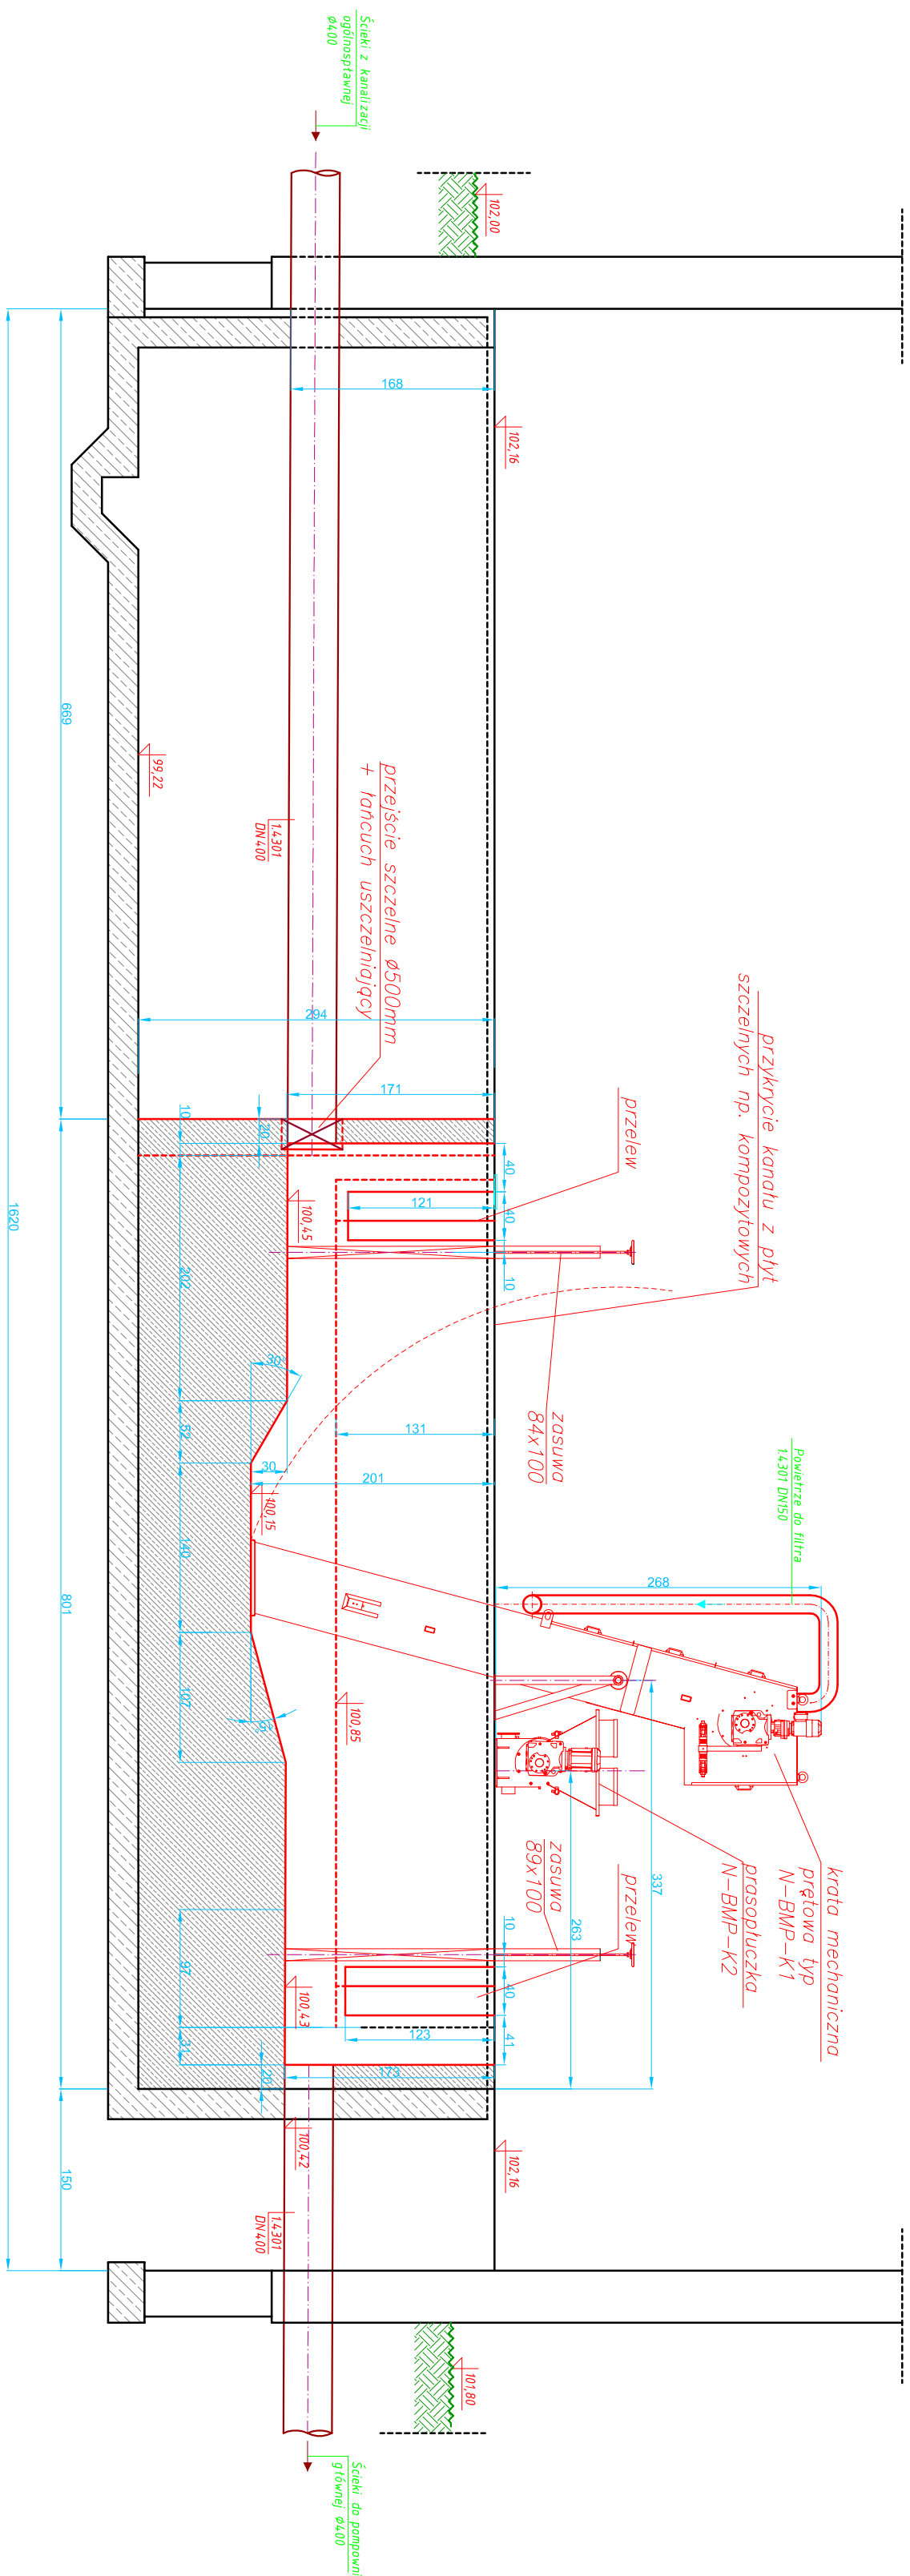 Ścieki z kanalizacji
ogólnospławnej
ø400
102,00
168
102,16
669
99,22
1.4301
DN400
przejście szczelne ø500mm
+ łańcuch uszczelniający
294
171
10
20
przykrycie kanału z płyt
szczelnych np. kompozytowych
przelew
40
121
40
10
100,45
202
30°
zasuwa
84x100
131
52
30
201
100,15
140
801
1620
Powietrze do filtra
1.4301 DN150
268
107
100,85
krata mechaniczna
prętowa typ
N-BMP-K1
prasopłuczka
N-BMP-K2
337
263
zasuwa
89x100
przelew
10
40
41
123
97
31
20
100,43
173
100,42
1.4301
DN400
102,16
150
101,80
Ścieki do pompowni
głównej ø400